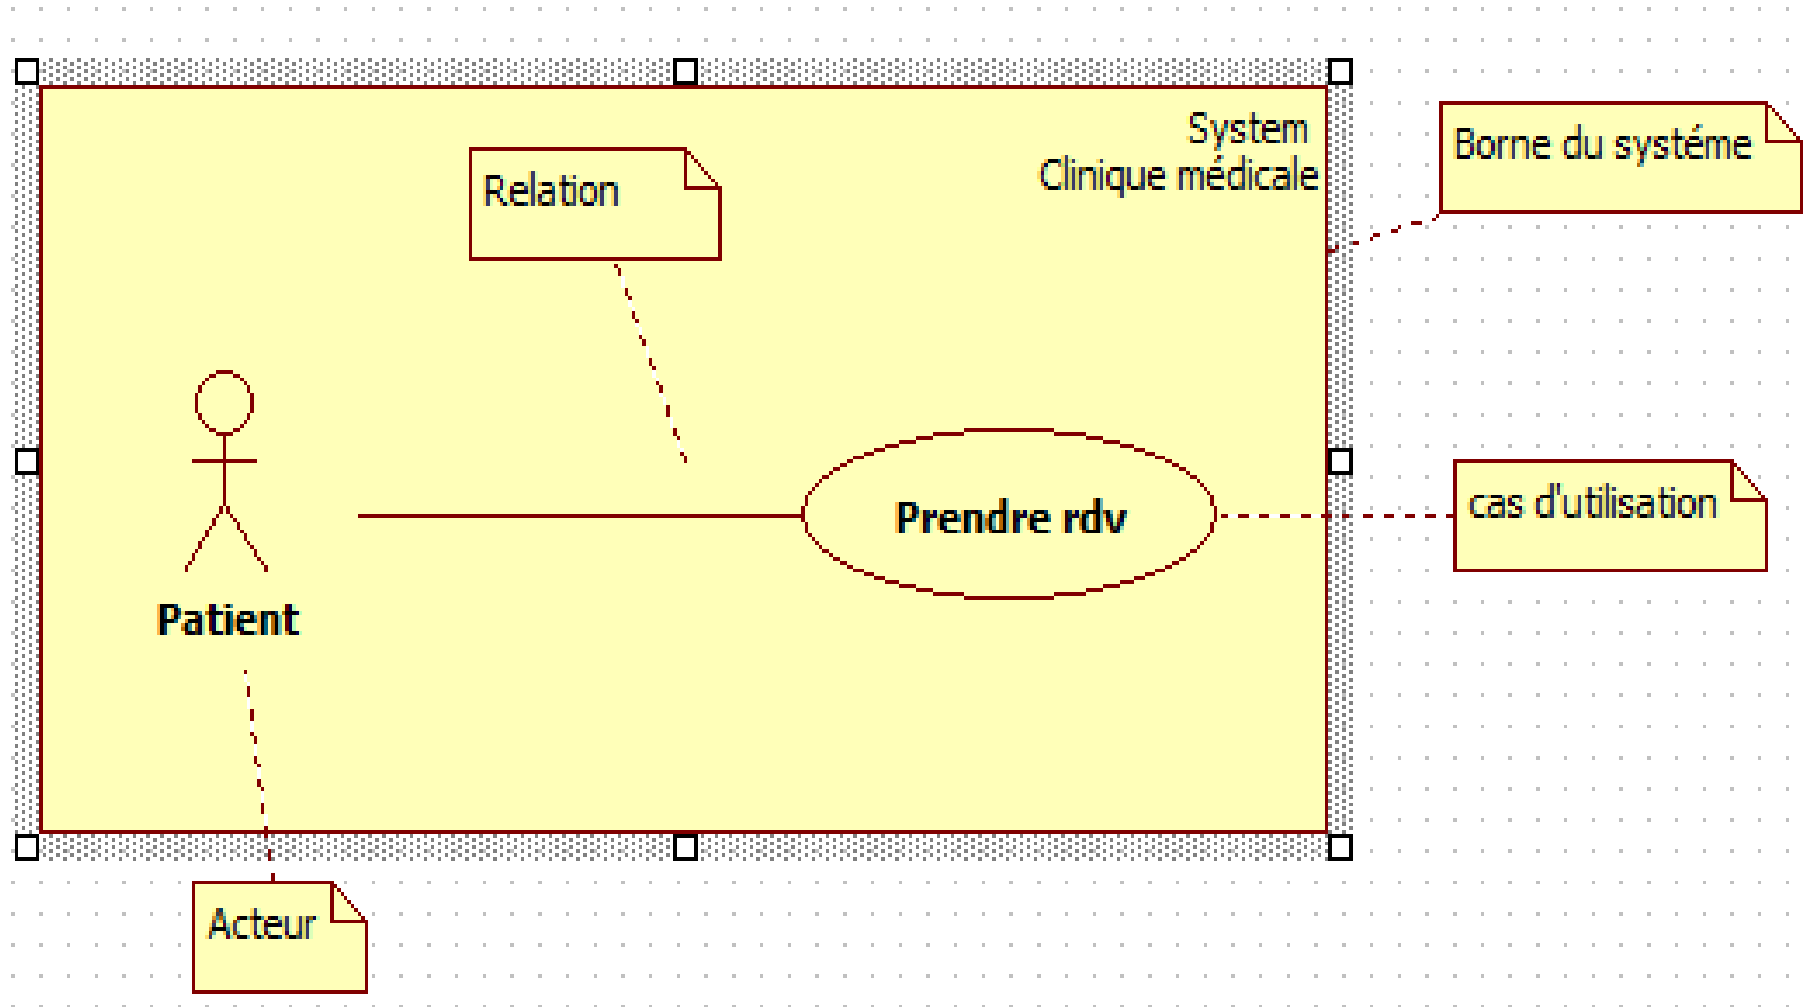 System
Clinique médicale
Borne du systéme
Relation
cas d'utilisation
Prendre rdv
Patient
Acteur